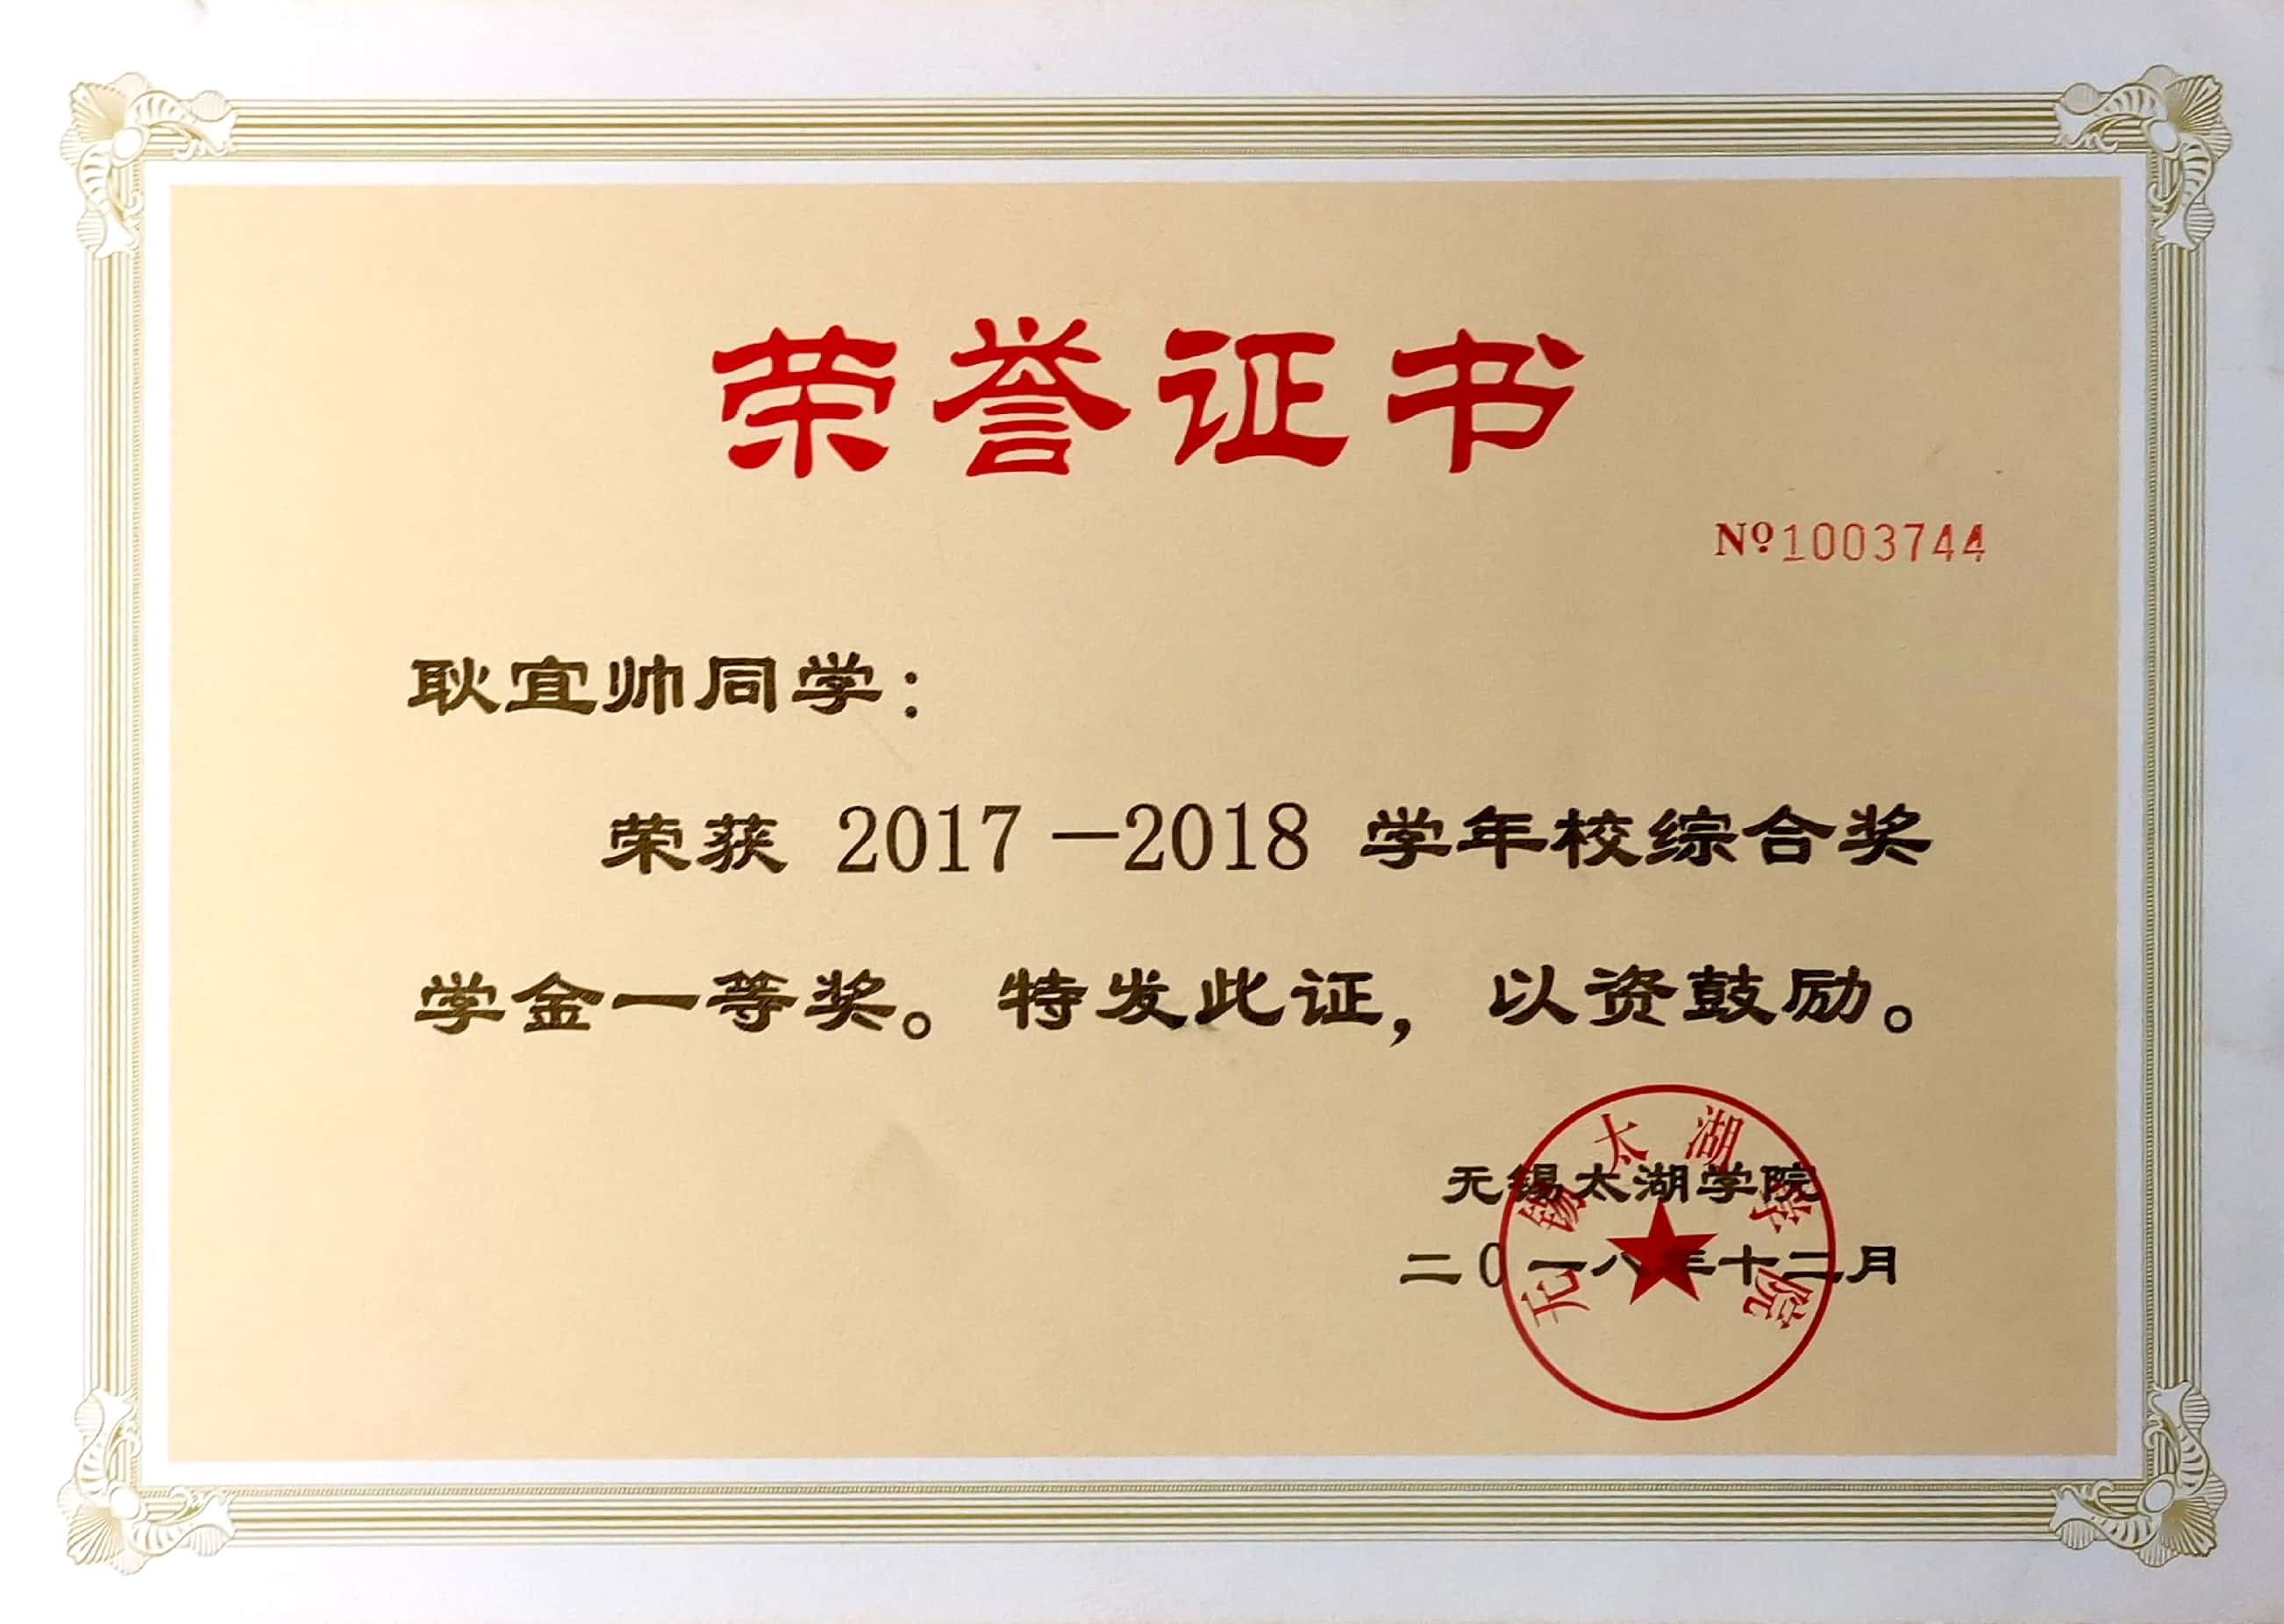 荣誉证书
№1003744
耿宜帅同学：
荣获 2017－2018 学年校综合奖
学金一等奖。特发此证，以资鼓励。
无锡太湖学院
二0一八年十二月
无锡太湖学院